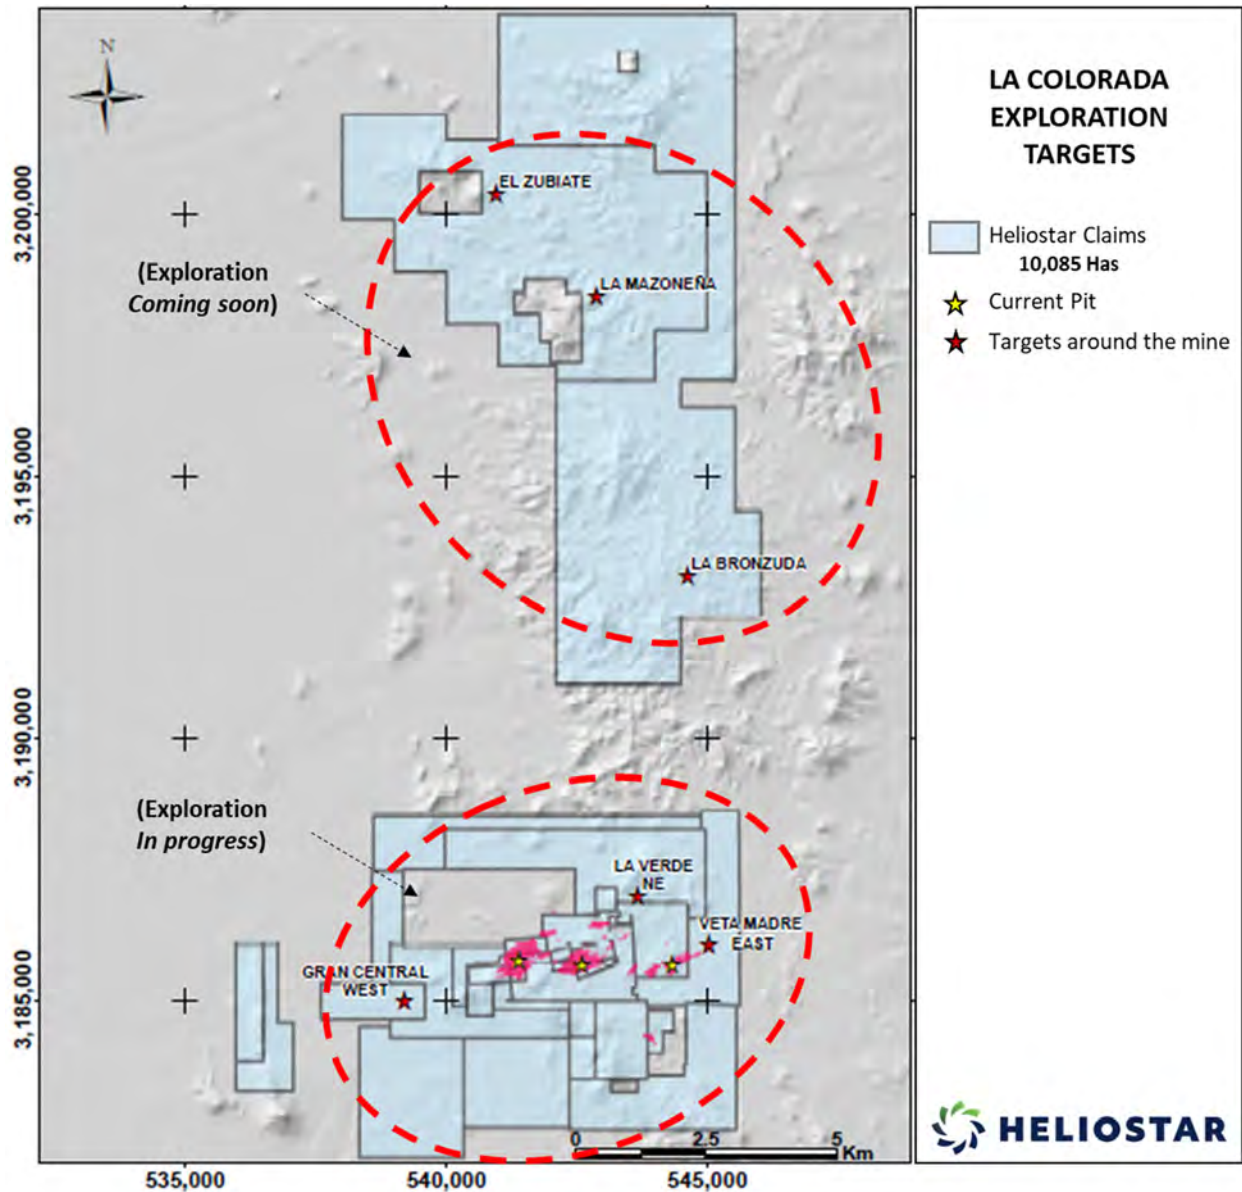 LA COLORADA
EXPLORATION
TARGETS
Heliostar Claims
10,085 Has
Current Pit
Targets around the mine
N
EL ZUBIATE
LA MAZONEÑA
(Exploration
Coming soon)
LA BRONZUDA
(Exploration
In progress)
LA VERDE
NE
VETA MADRE
EAST
GRAN CENTRAL
WEST
3,200,000
3,195,000
3,190,000
3,185,000
0 2.5 5
Km
535,000 540,000 545,000
HELIOSTAR